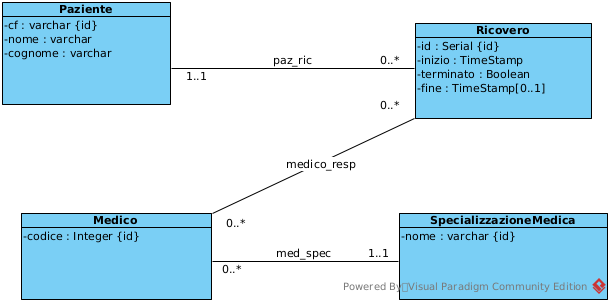 Paziente
-cf : varchar {id}
-nome : varchar
-cognome : varchar
Ricovero
-id : Serial {id}
-inizio : TimeStamp
-terminato : Boolean
-fine : TimeStamp[0..1]
paz_ric
1..1
0..*
0..*
medico_resp
0..*
Medico
-codice : Integer {id}
SpecializzazioneMedica
-nome : varchar {id}
med_spec
0..*
1..1
Powered By Visual Paradigm Community Edition